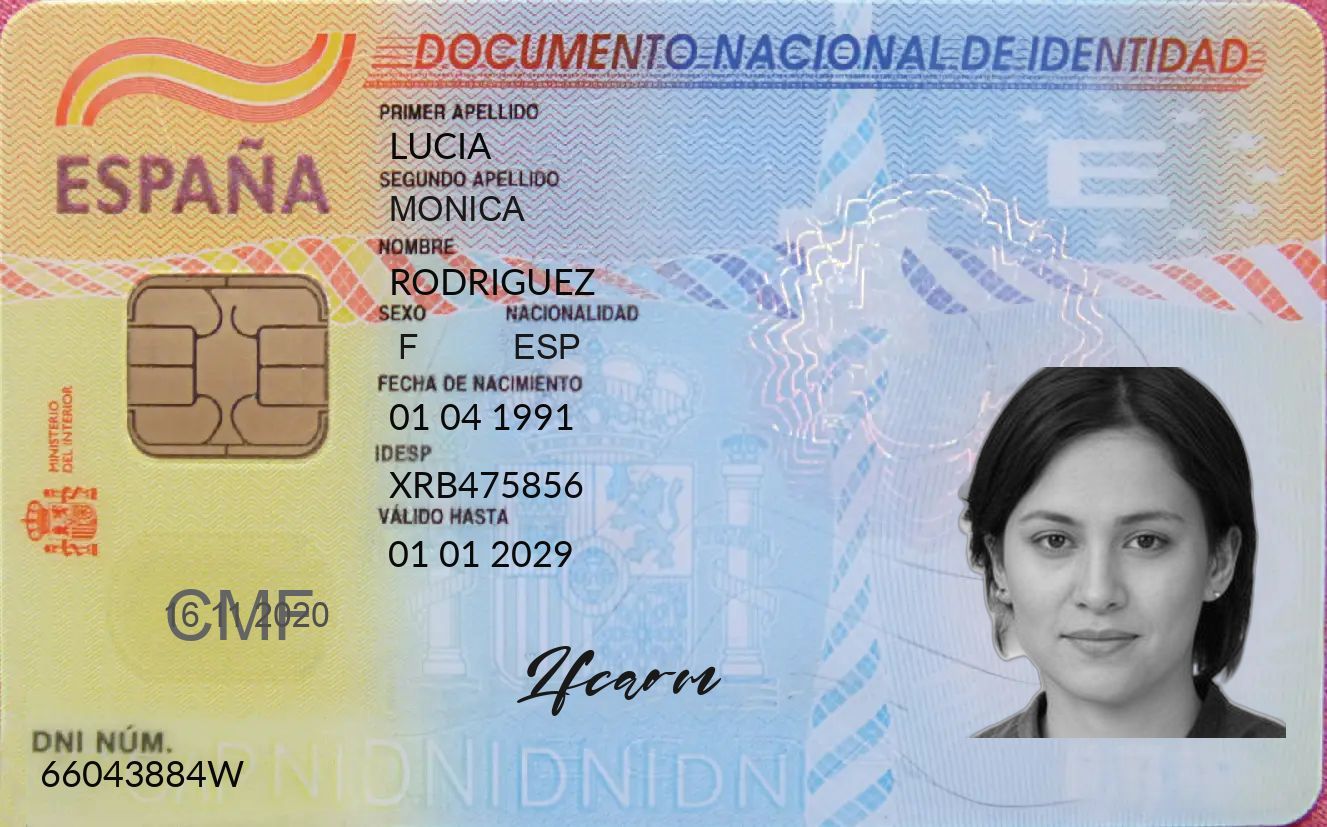 DOCUMENTO NACIONAL DE IDENTIDAD
ESPAÑA
PRIMER APELLIDO
LUCIA
SEGUNDO APELLIDO
MONICA
NOMBRE
RODRIGUEZ
SEXO NACIONALIDAD
F ESP
FECHA DE NACIMIENTO
01 04 1991
IDESP
XRB475856
VÁLIDO HASTA
01 01 2029
MINISTERIO
DEL INTERIOR
E
CMF
16 11 2020
Lfcarm
DNI NÚM.
66043884W
DNIDNIDNIDNI